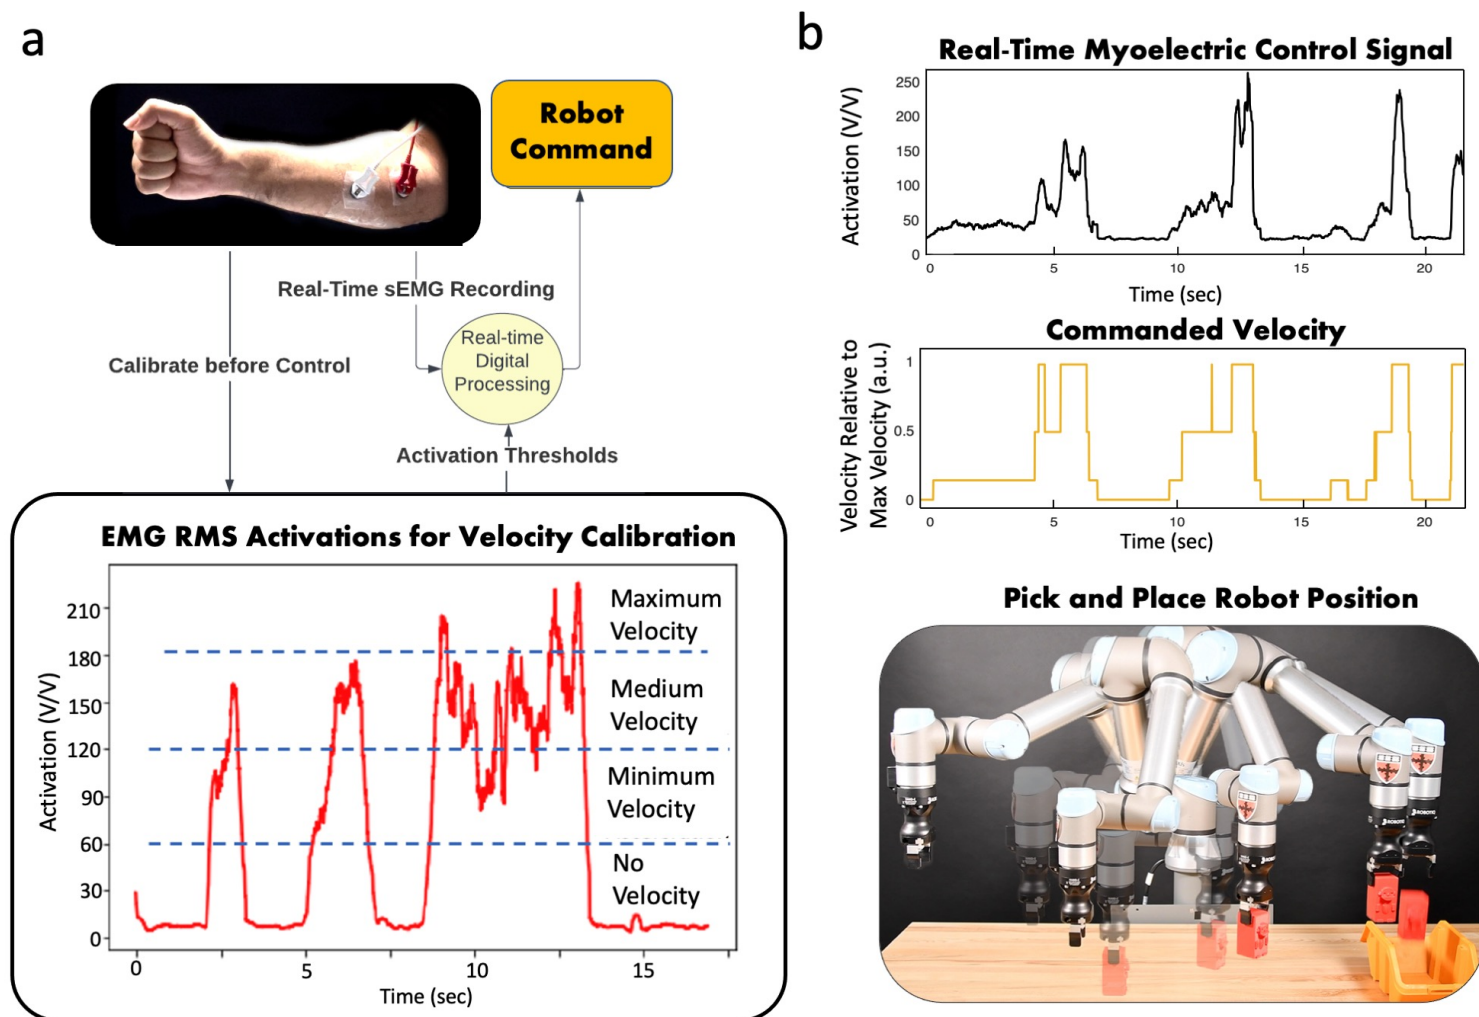 a
Robot
Command
Real-Time sEMG Recording
Calibrate before Control
Real-time
Digital
Processing
Activation Thresholds
EMG RMS Activations for Velocity Calibration
Activation (V/V)
210
180
150
120
90
60
30
0
Maximum
Velocity
Medium
Velocity
Minimum
Velocity
No
Velocity
0 5 10 15
Time (sec)
b
Real-Time Myoelectric Control Signal
Activation (V/V)
250
200
150
100
50
0
0 5 10 15 20
Time (sec)
Commanded Velocity
Velocity Relative to
Max Velocity (a.u.)
1
0.5
0
0 5 10 15 20
Time (sec)
Pick and Place Robot Position